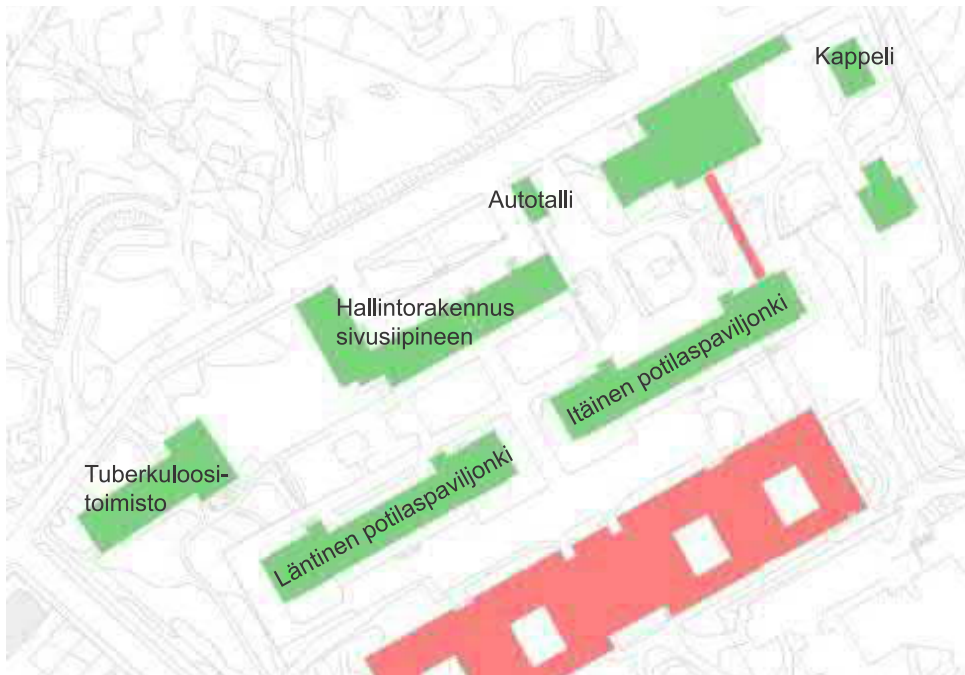 Kappeli
Autotalli
Hallintorakennus
sivusiipineen
Itäinen potilaspaviljonki
Tuberkuloosi-
toimisto
Läntinen potilaspaviljonki